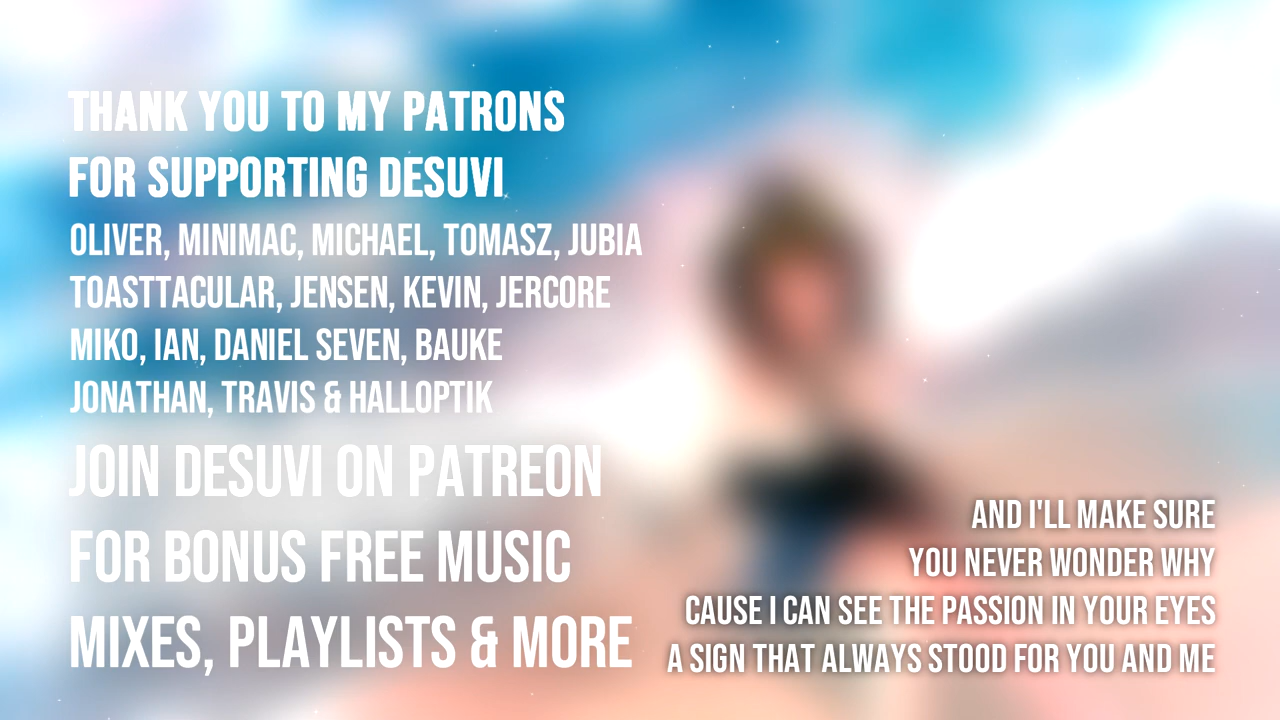 THANK YOU TO MY PATRONS
FOR SUPPORTING DESUVI
OLIVER, MINIMAC, MICHAEL, TOMASZ, JUBIA
TOASTTACULAR, JENSEN, KEVIN, JERCORE
MIKO, IAN, DANIEL SEVEN, BAUKE
JONATHAN, TRAVIS & HALLOPTIK
JOIN DESUVI ON PATREON
FOR BONUS FREE MUSIC
MIXES, PLAYLISTS & MORE
AND I'LL MAKE SURE
YOU NEVER WONDER WHY
CAUSE I CAN SEE THE PASSION IN YOUR EYES
A SIGN THAT ALWAYS STOOD FOR YOU AND ME